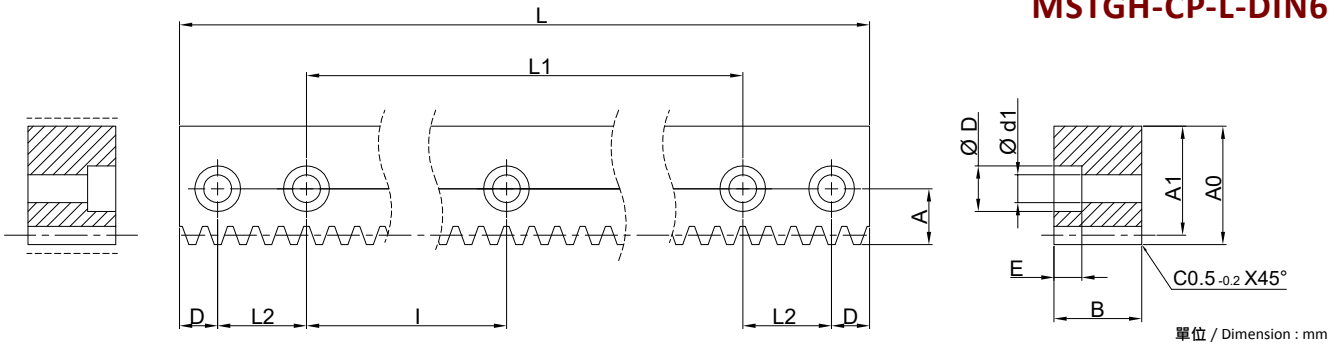 MSTGH-CP-L-DIN6
L
L1
Ø D
Ø d1
A
A1
A0
E
C0.5 -0.2 X45°
D
L2
I
L2
D
B
單位 / Dimension : mm